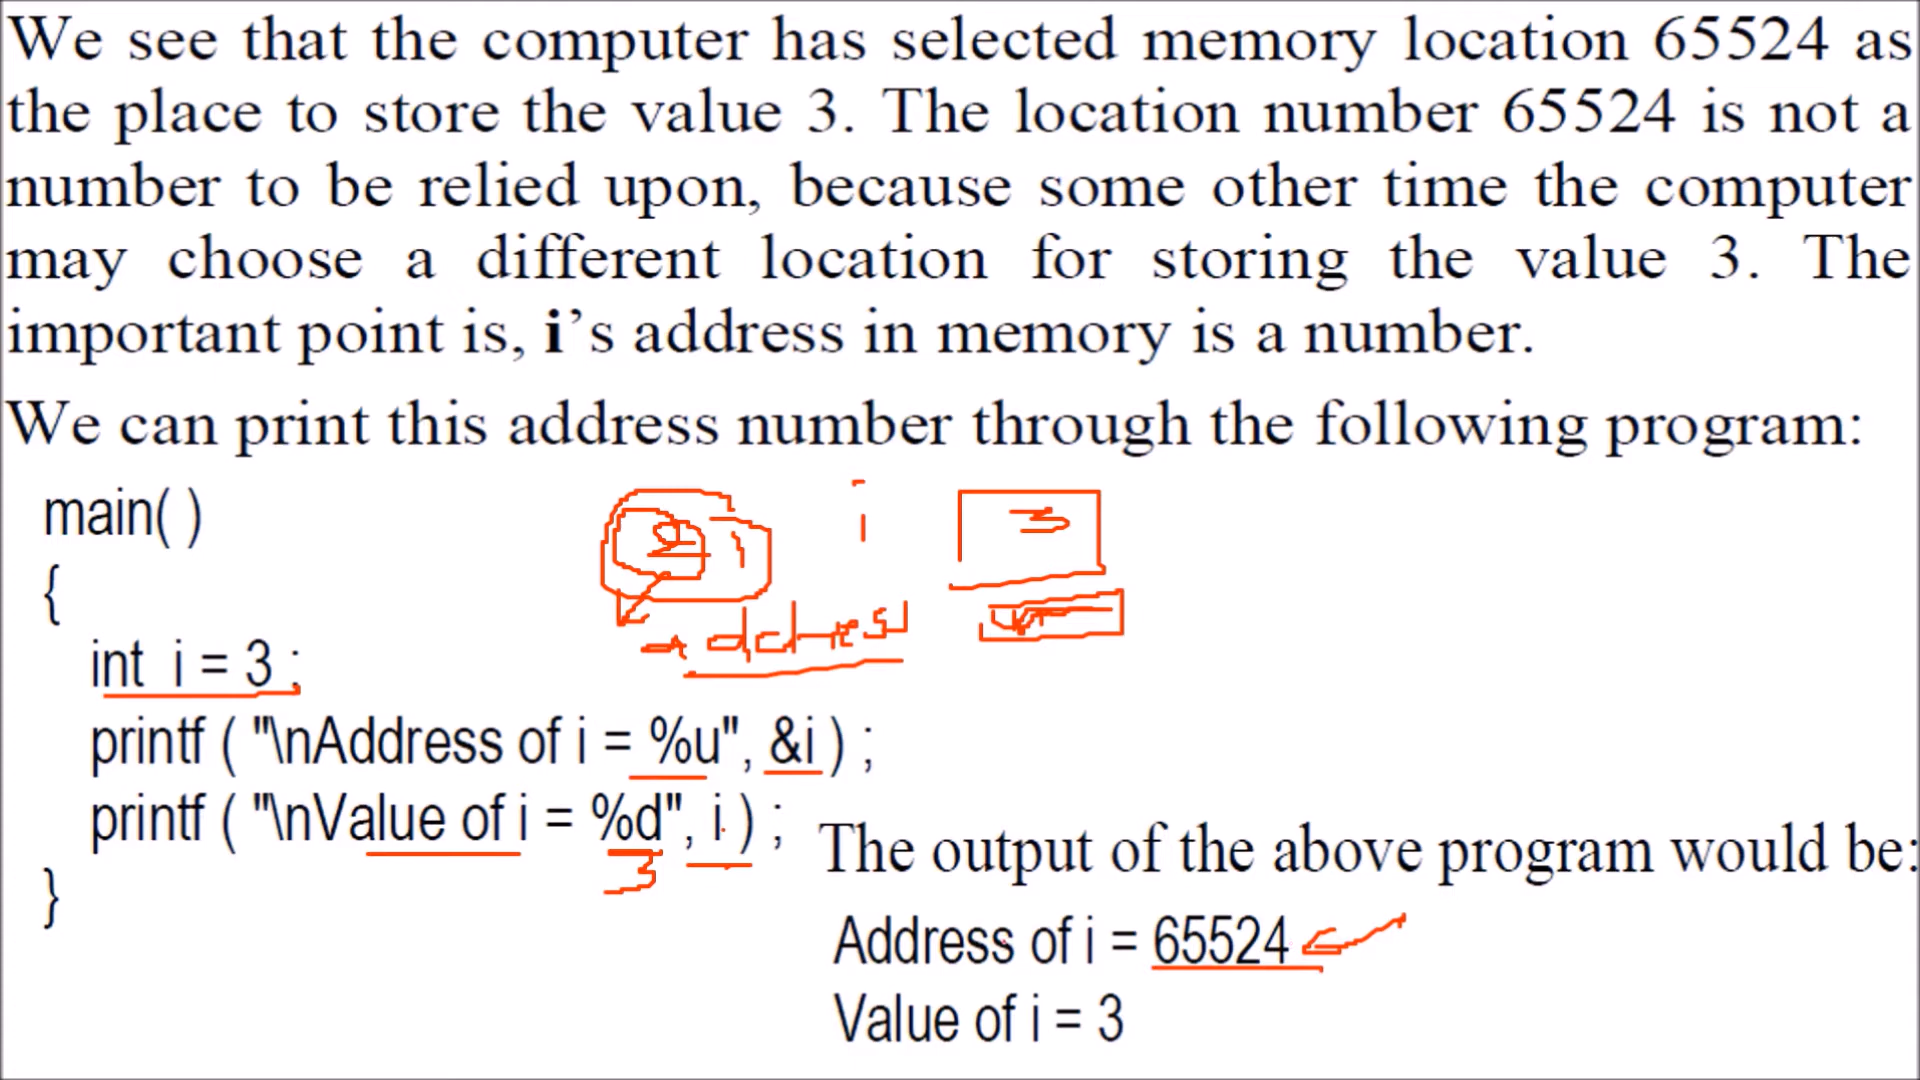 We see that the computer has selected memory location 65524 as
the place to store the value 3. The location number 65524 is not a
number to be relied upon, because some other time the computer
may choose a different location for storing the value 3. The
important point is, i’s address in memory is a number.
We can print this address number through the following program:
main( )
{
int i = 3 ;
printf ( "\nAddress of i = %u", &i ) ;
printf ( "\nValue of i = %d", i ) ;
}
i
3
address
3
The output of the above program would be:
Address of i = 65524
Value of i = 3